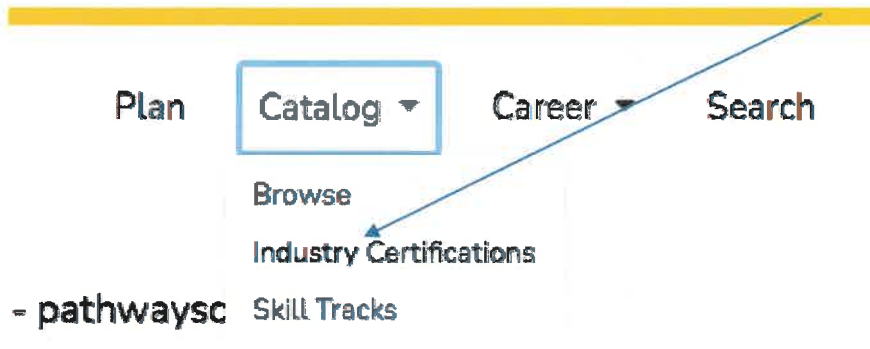 Plan Catalog Career Search
Browse
Industry Certifications
- pathwaysc Skill Tracks